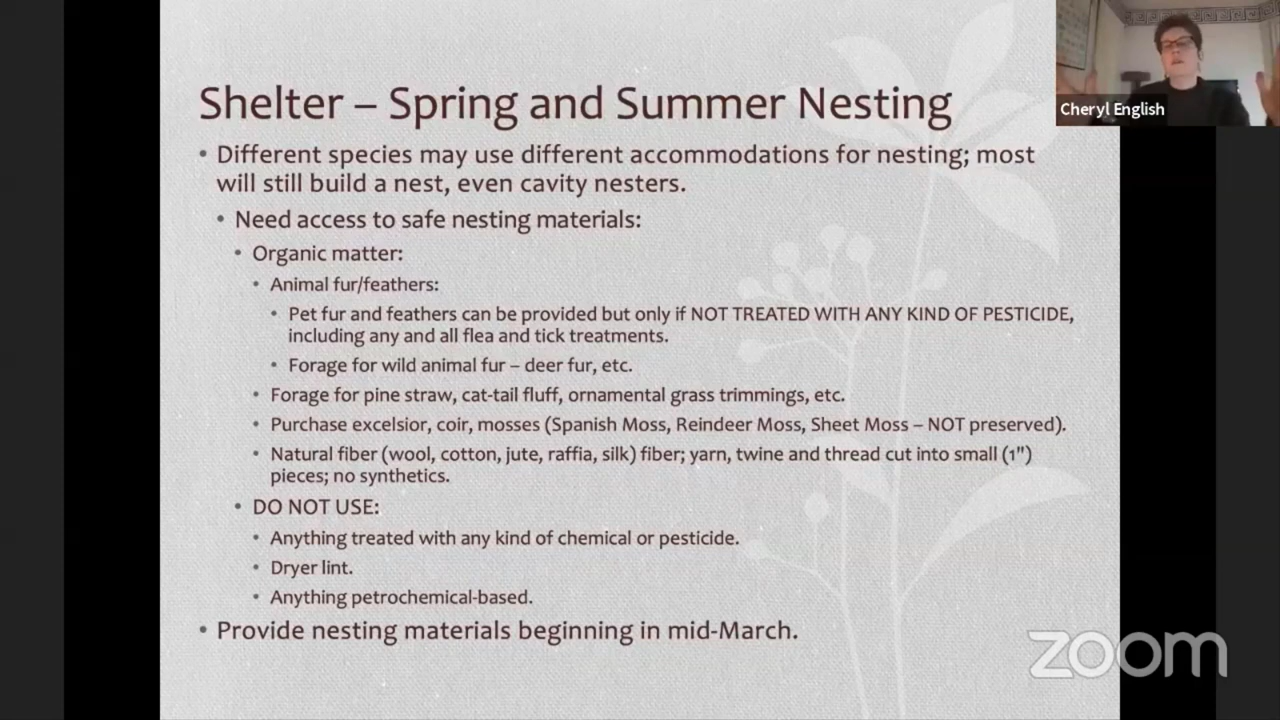 Shelter – Spring and Summer Nesting
Cheryl English
• Different species may use different accommodations for nesting; most
will still build a nest, even cavity nesters.
• Need access to safe nesting materials:
• Organic matter:
• Animal fur/feathers:
• Pet fur and feathers can be provided but only if NOT TREATED WITH ANY KIND OF PESTICIDE,
including any and all flea and tick treatments.
• Forage for wild animal fur – deer fur, etc.
• Forage for pine straw, cat-tail fluff, ornamental grass trimmings, etc.
• Purchase excelsior, coir, mosses (Spanish Moss, Reindeer Moss, Sheet Moss – NOT preserved).
• Natural fiber (wool, cotton, jute, raffia, silk) fiber; yarn, twine and thread cut into small (1")
pieces; no synthetics.
• DO NOT USE:
• Anything treated with any kind of chemical or pesticide.
• Dryer lint.
• Anything petrochemical-based.
• Provide nesting materials beginning in mid-March.
zoom